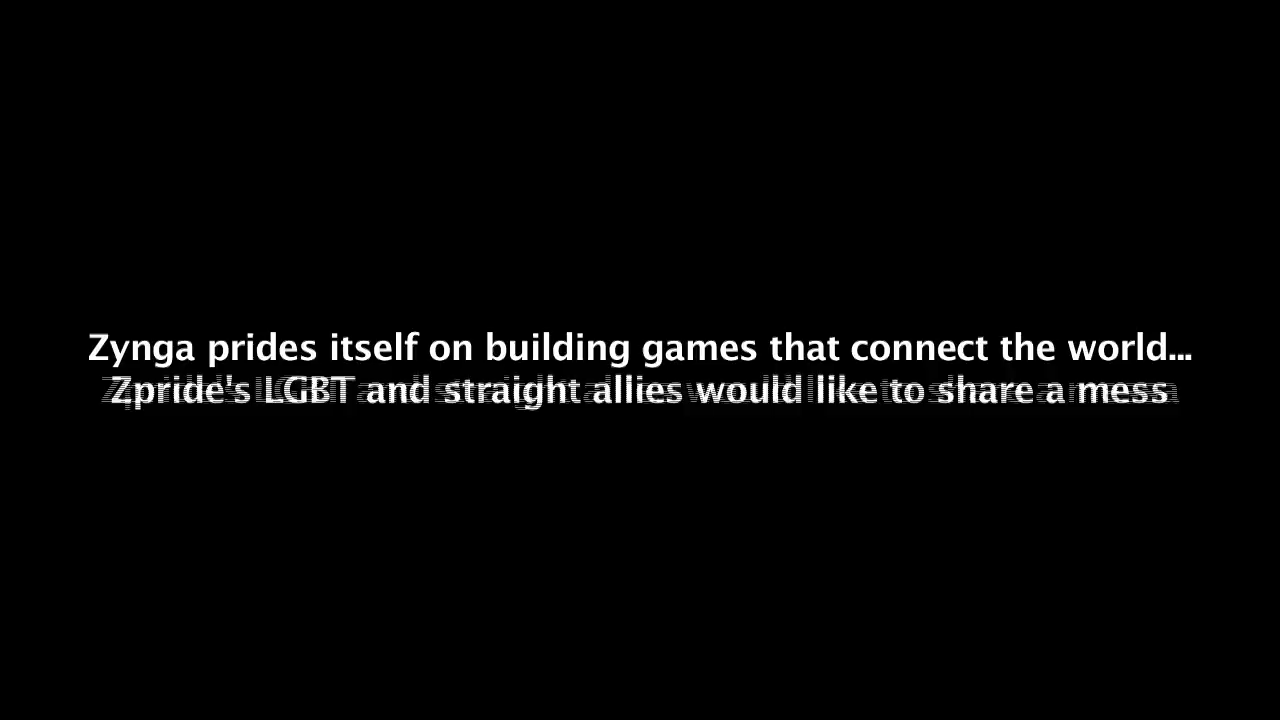 Zynga prides itself on building games that connect the world...
Zpride's LGBT and straight allies would like to share a mess